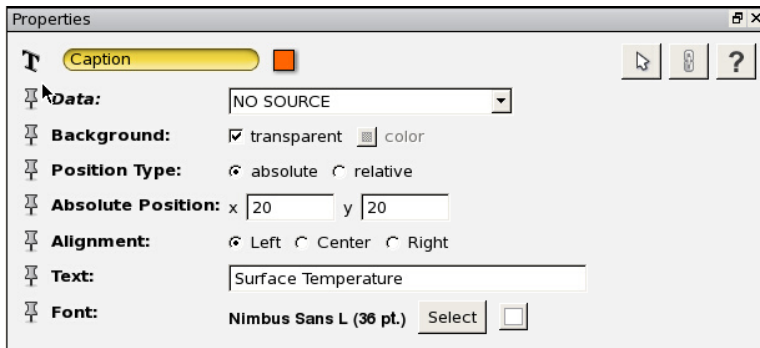 Properties
Caption
?
Data: NO SOURCE
Background: transparent color
Position Type: absolute relative
Absolute Position: x 20 y 20
Alignment: Left Center Right
Text: Surface Temperature
Font: Nimbus Sans L (36 pt.) Select